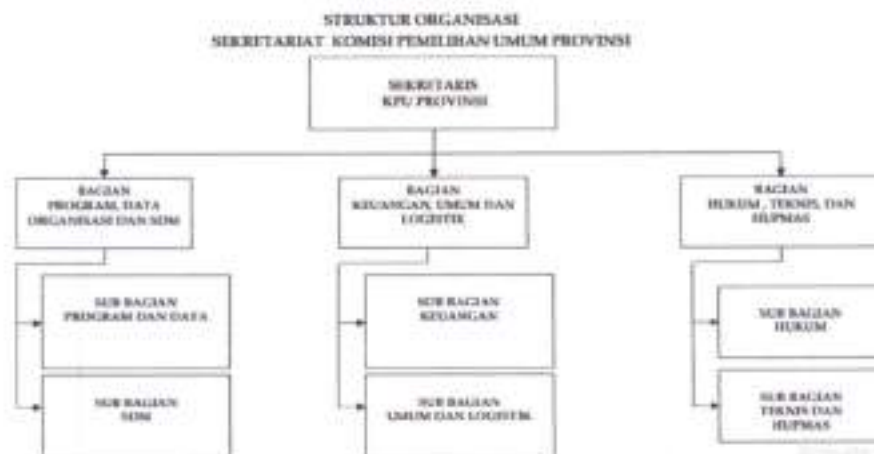 STRUKTUR ORGANISASI
SEKRETARIAT KOMISI PEMILIHAN UMUM PROVINSI
SEKRETARIS
KPU PROVINSI
BAGIAN
PROGRAM, DATA
ORGANISASI DAN SDM
BAGIAN
KEUANGAN, UMUM DAN
LOGISTIK
BAGIAN
HUKUM , TEKNIS, DAN
HUPMAS
SUB BAGIAN
PROGRAM DAN DATA
SUB BAGIAN
KEUANGAN
SUB BAGIAN
HUKUM
SUB BAGIAN
SDM
SUB BAGIAN
UMUM DAN LOGISTIK
SUB BAGIAN
TEKNIS DAN
HUPMAS